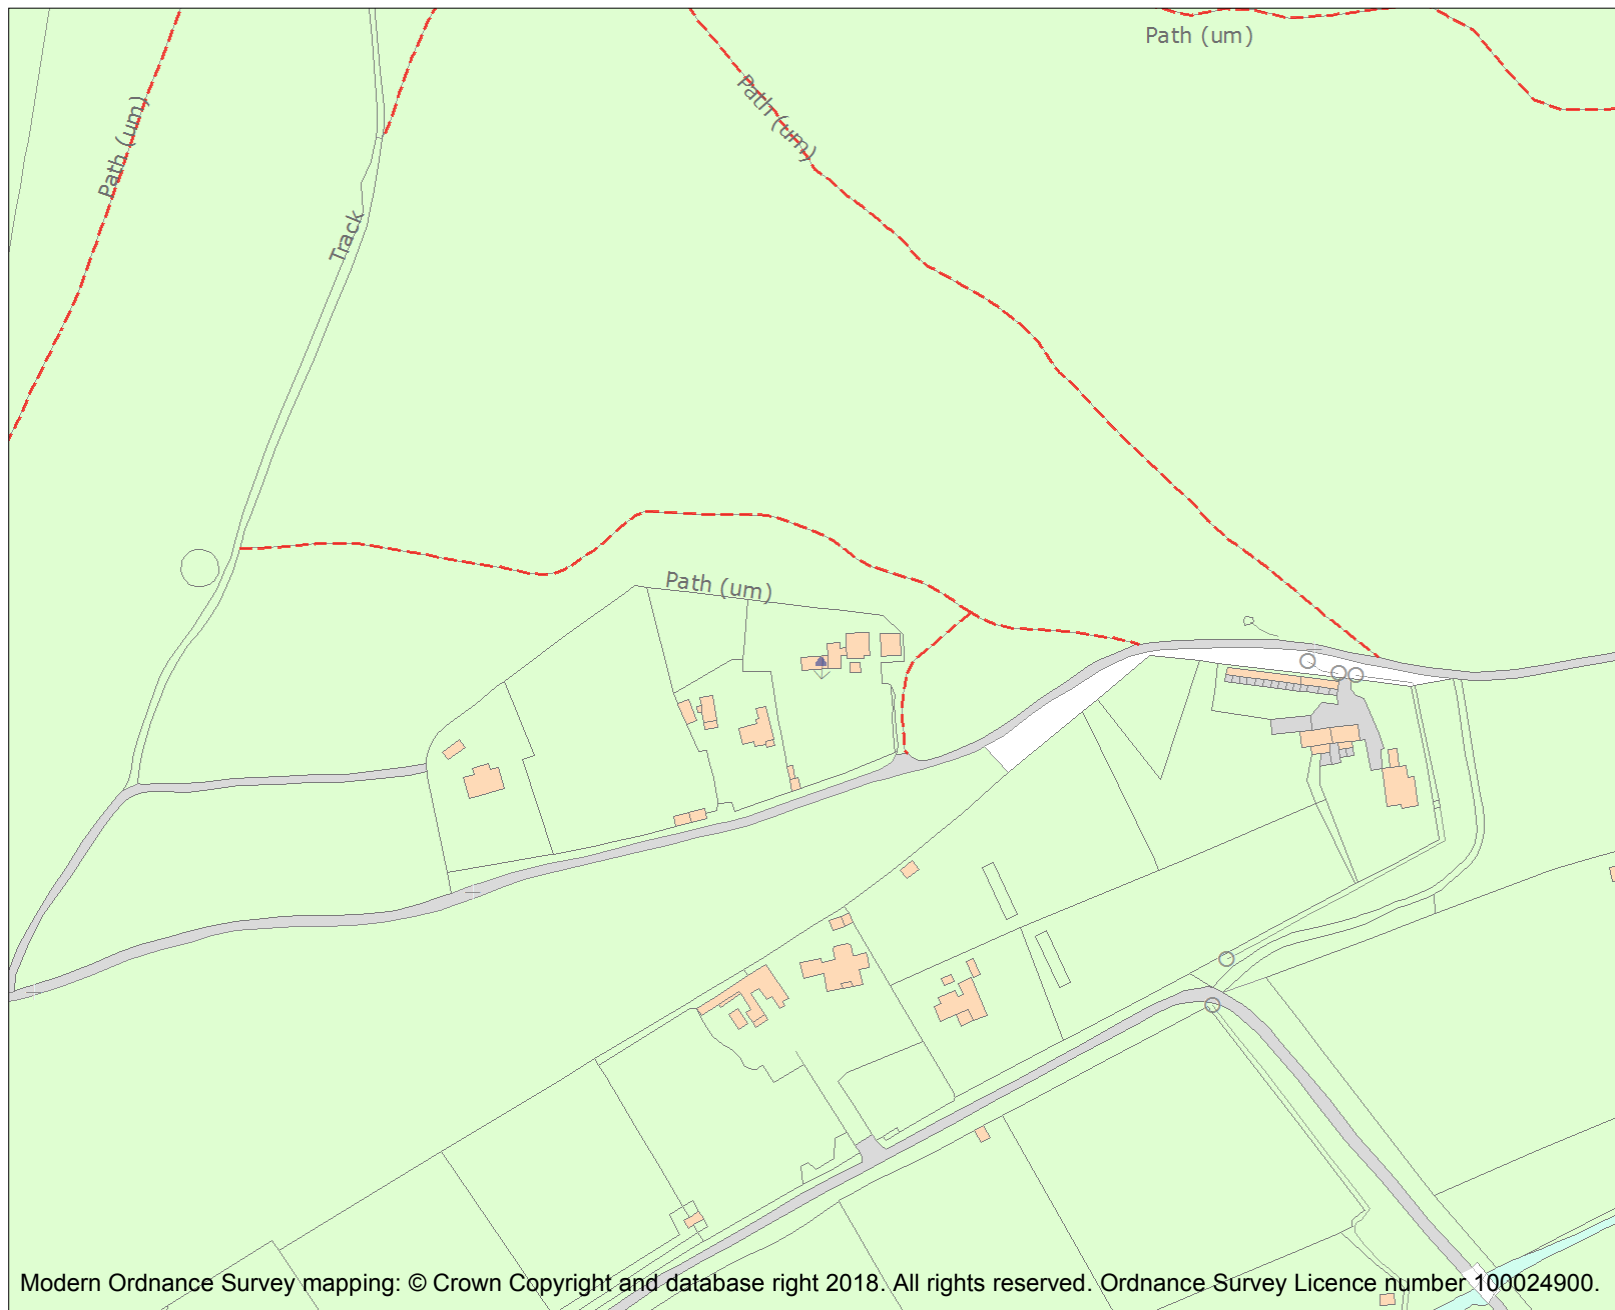 Path (um)
Path (um)
Path (um)
Track
Path (um)
Modern Ordnance Survey mapping: © Crown Copyright and database right 2018. All rights reserved. Ordnance Survey Licence number 100024900.